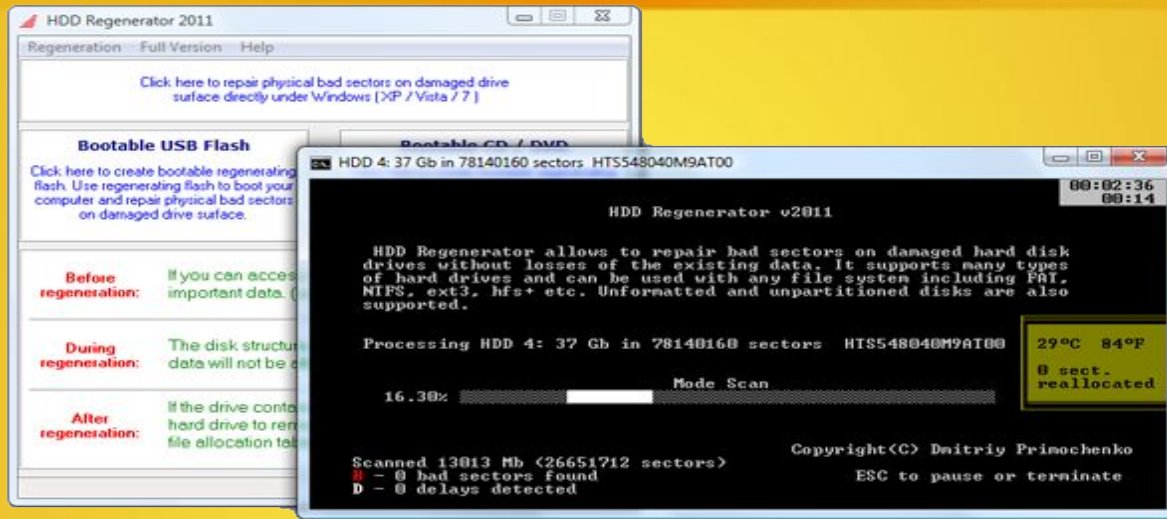 HDD Regenerator 2011
Regeneration Full Version Help
Click here to repair physical bad sectors on damaged drive
surface directly under Windows (XP / Vista / 7 )
Bootable USB Flash
Bootable CD / DVD
Click here to create bootable regenerating
flash. Use regenerating flash to boot your
computer and repair physical bad sectors
on damaged drive surface.
Before
regeneration:
If you can acces
important data. (
During
regeneration:
The disk structu
data will not be
After
regeneration:
If the drive conta
hard drive to
file allocation
HDD 4: 37 Gb in 78140160 sectors HTS548040M9AT00
00:02:36
00:14
HDD Regenerator v2011
HDD Regenerator allows to repair bad sectors on damaged hard disk
drives without losses of the existing data. It supports many types
of hard drives and can be used with any file system including FAT,
NTFS, ext3, hfs+ etc. Unformatted and unpartitioned disks are also
supported.
Processing HDD 4: 37 Gb in 78140160 sectors HTS548040M9AT00
29°C 84°F
0 sect.
reallocated
Mode Scan
16.30%
Copyright(C) Dmitriy Primochenko
Scanned 13013 Mb (26651712 sectors)
B - 0 bad sectors found
ESC to pause or terminate
D - 0 delays detected